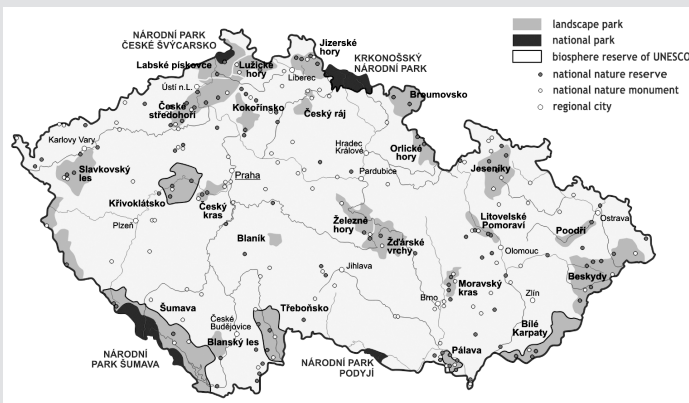 NÁRODNÍ PARK
ČESKÉ ŠVÝCARSKO
Jizerské
hory
landscape park
national park
biosphere reserve of UNESCO
national nature reserve
national nature monument
regional city
KRKONOŠSKÝ
NÁRODNÍ PARK
Labské pískovce
Lužické
hory
Liberec
Ústí n.L.
České
středohoří
Kokořínsko
Český ráj
Broumovsko
Karlovy Vary
Slavkovský
les
Hradec
Králové
Orlické
hory
Praha
Pardubice
Jeseníky
Křivoklátsko
Český
kras
Plzeň
Železné
hory
Žďárské
vrchy
Litovelské
Pomoraví
Poodří
Ostrava
Blaník
Olomouc
Jihlava
Beskydy
Moravský
kras
Zlín
Brno
Šumava
České
Budějovice
Třeboňsko
Blanský les
Bílé
Karpaty
Pálava
NÁRODNÍ
PARK ŠUMAVA
NÁRODNÍ PARK
PODYJÍ